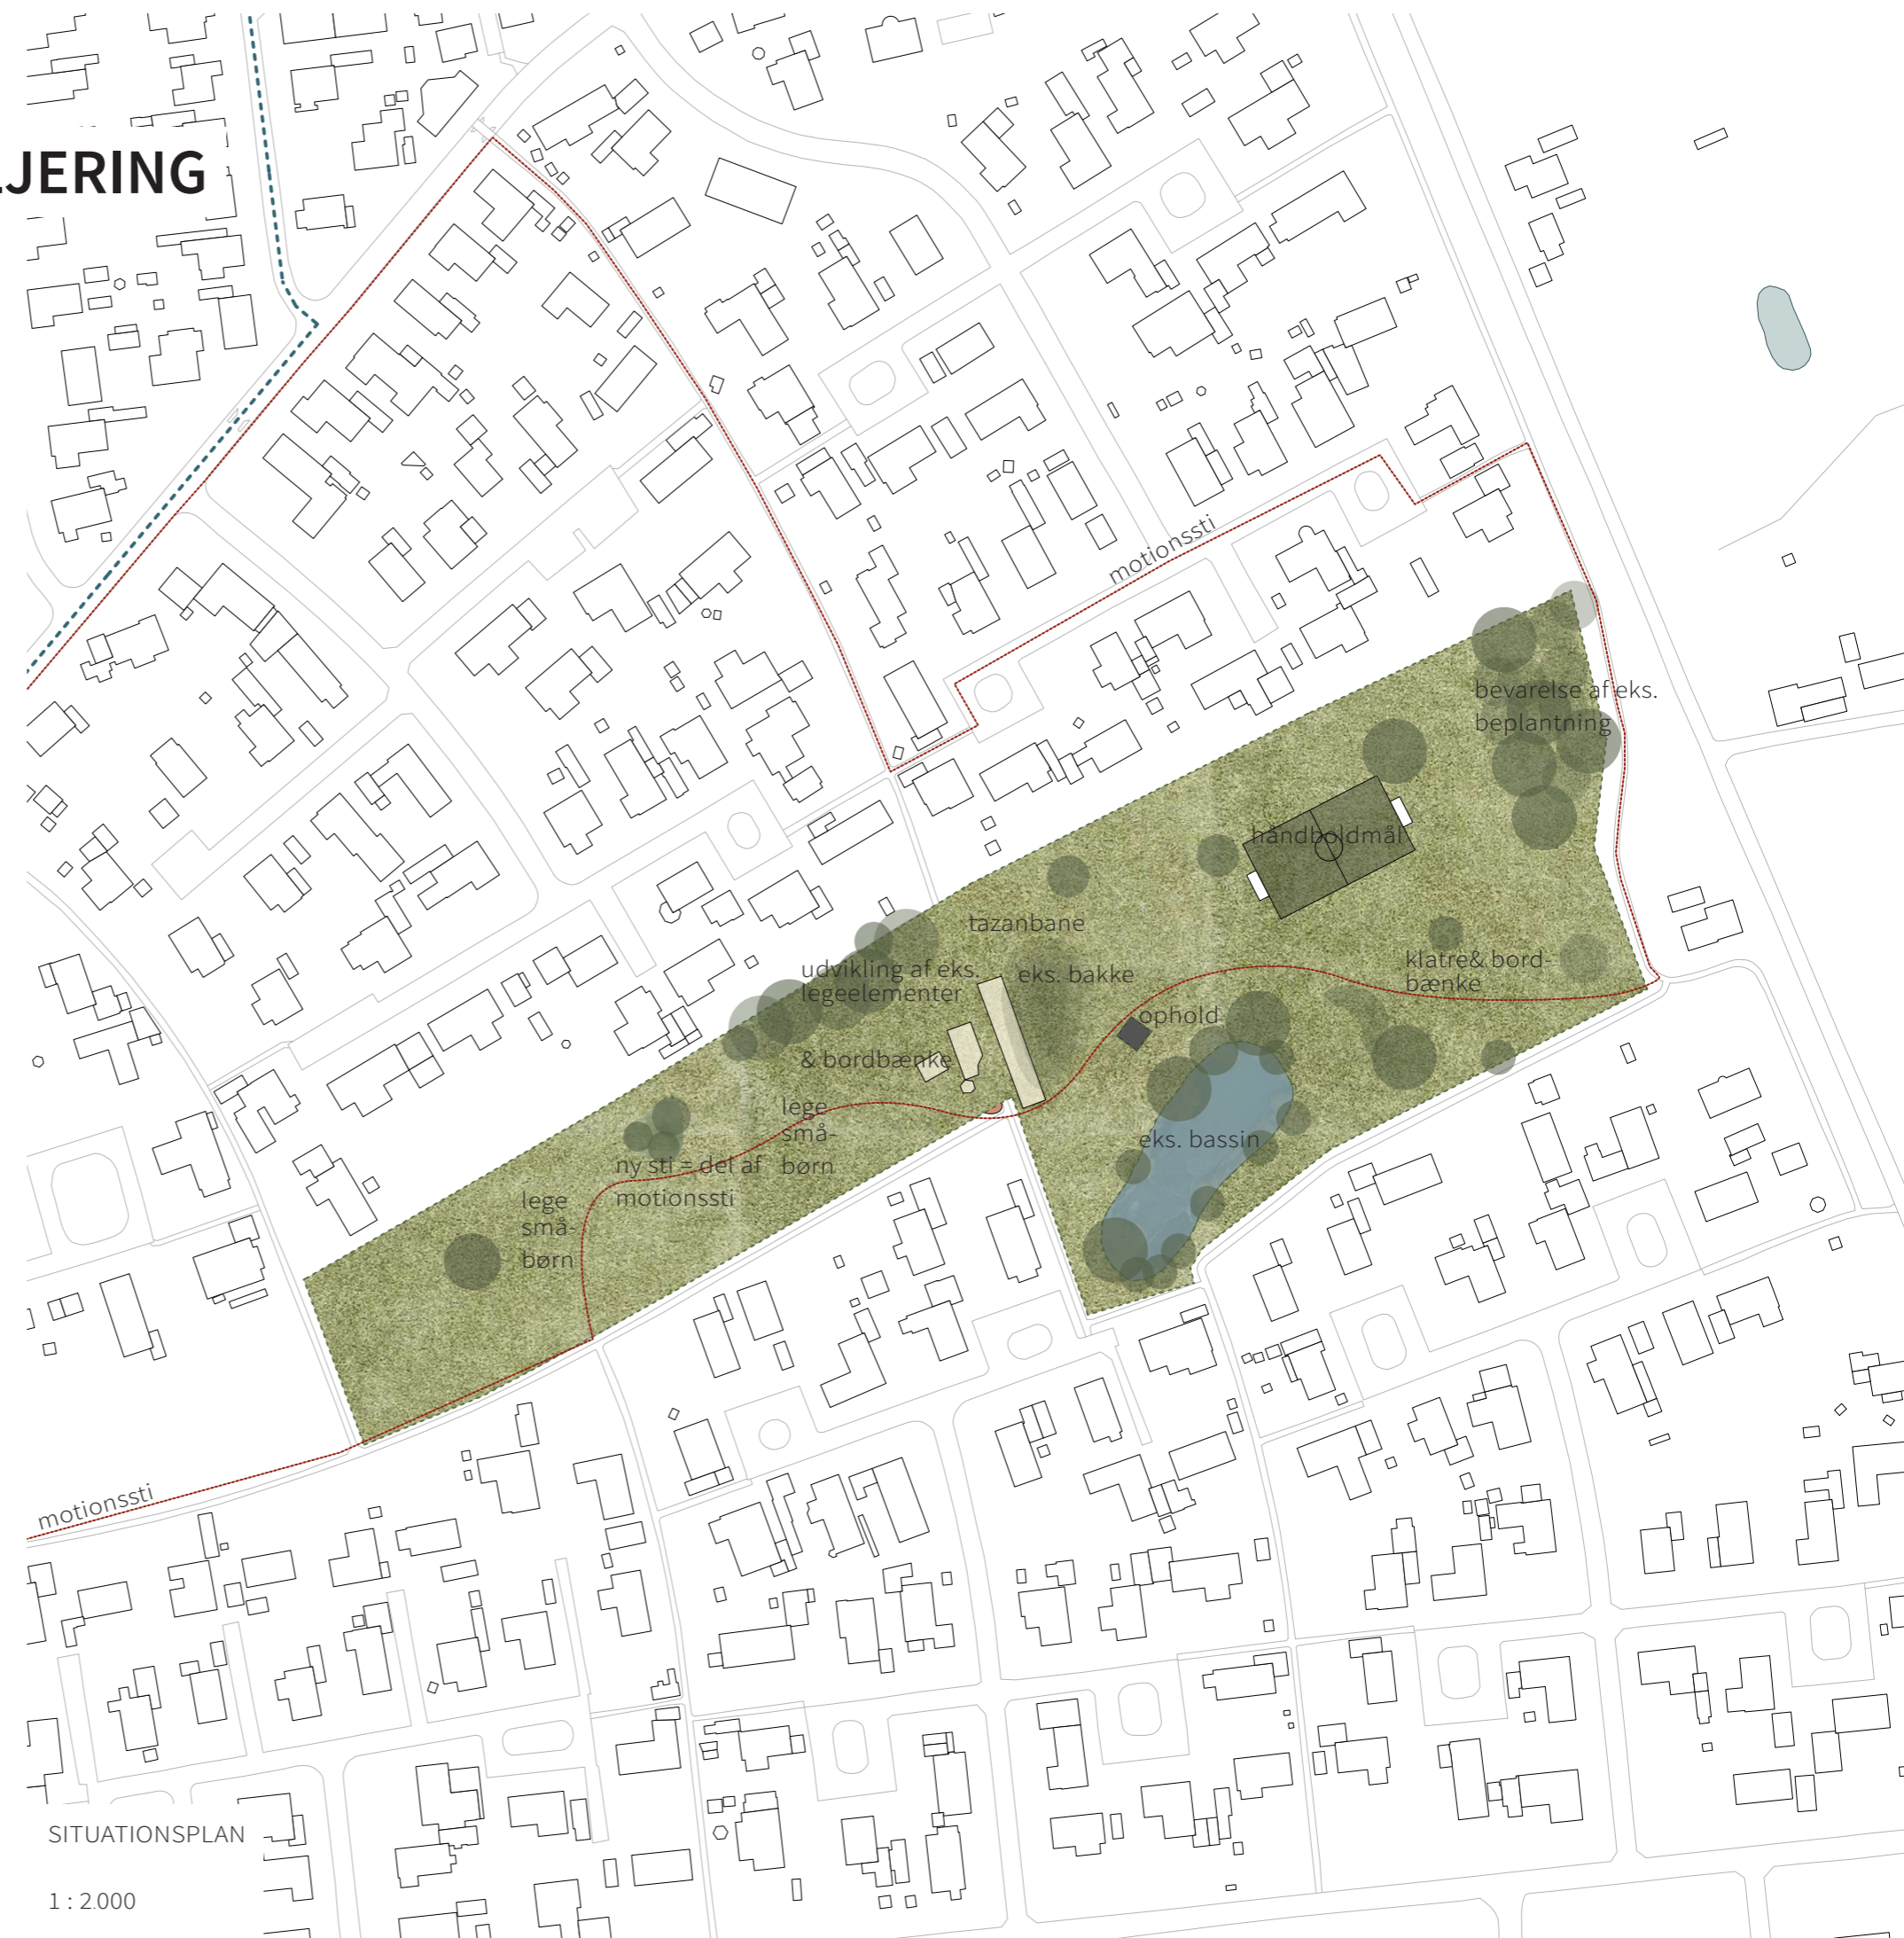 JERING
motionssti
bevarelse af eks.
beplantning
håndboldmål
tazanbane
udvikling af eks.
legeelementer
eks. bakke
klatre& bord-
bænke
ophold
& bordbænke
lege
små-
børn
eks. bassin
ny sti = del af
motionssti
lege
små-
børn
motionssti
SITUATIONSPLAN
1 : 2.000